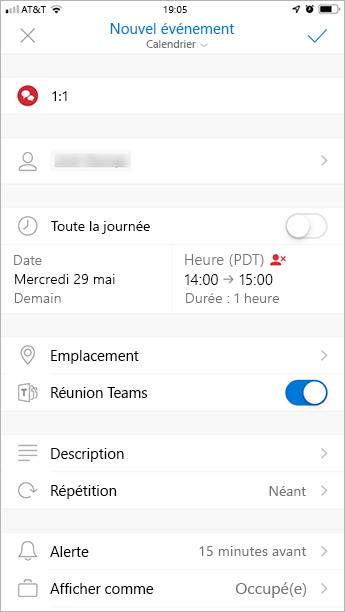 AT&T 19:05
Nouvel événement
Calendrier
1:1
Toute la journée
Date
Mercredi 29 mai
Demain
Heure (PDT)
14:00 → 15:00
Durée : 1 heure
Emplacement
Réunion Teams
Description
Répétition Néant
Alerte 15 minutes avant
Afficher comme Occupé(e)